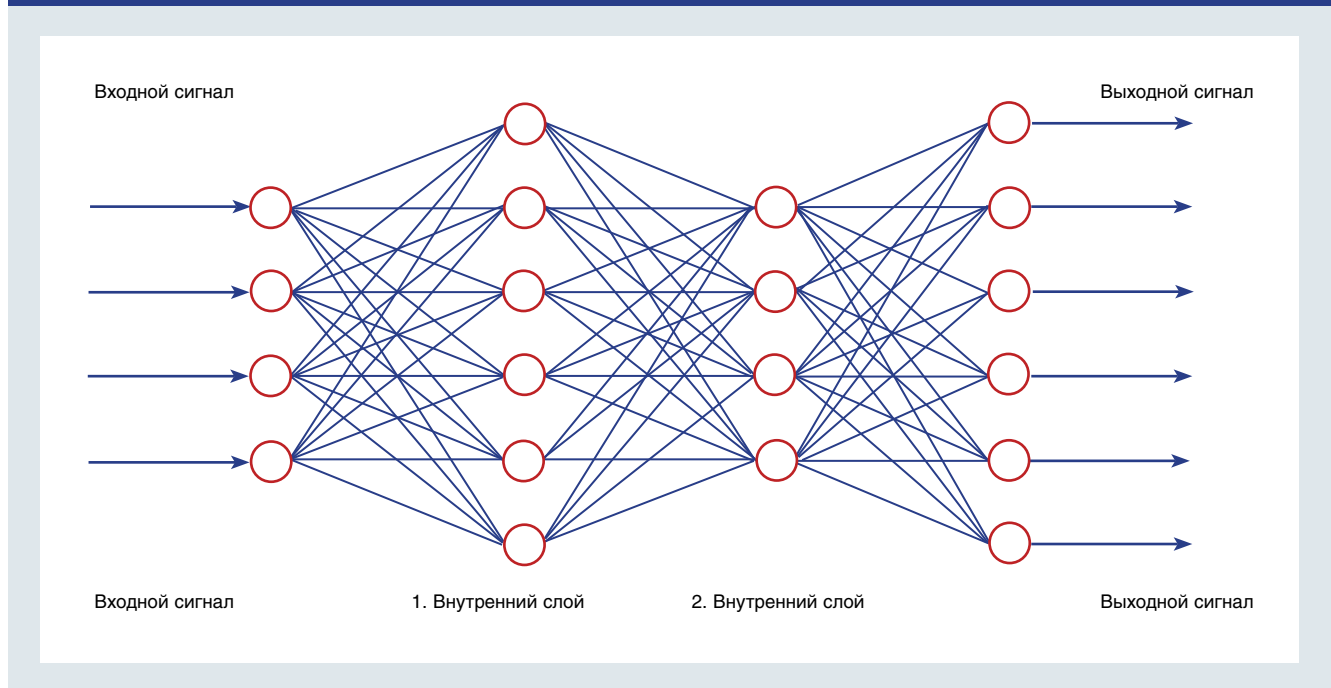 Входной сигнал
Выходной сигнал
Входной сигнал
1. Внутренний слой
2. Внутренний слой
Выходной сигнал